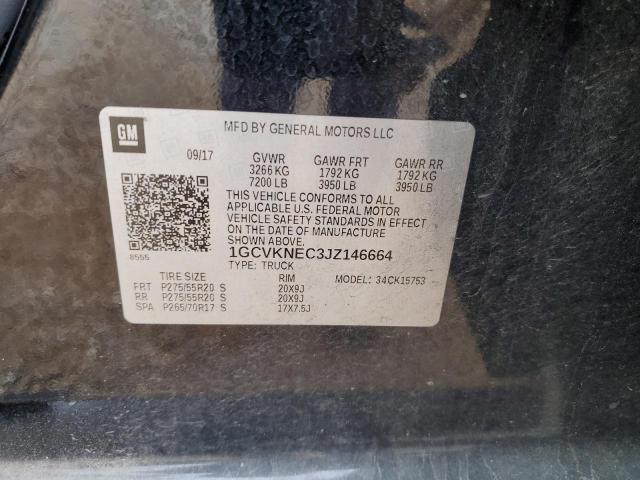 GM
MFD BY GENERAL MOTORS LLC
09/17 GVWR GAWR FRT GAWR RR
3266 KG 1792 KG 1792 KG
7200 LB 3950 LB 3950 LB
THIS VEHICLE CONFORMS TO ALL
APPLICABLE U.S. FEDERAL MOTOR
VEHICLE SAFETY STANDARDS IN EFFECT
ON THE DATE OF MANUFACTURE
SHOWN ABOVE.
1GCVKNEC3JZ146664
8555 TYPE: TRUCK
TIRE SIZE RIM MODEL: 34CK15753
FRT P275/55R20 S 20X9J
RR P275/55R20 S 20X9J
SPA P265/70R17 S 17X7.5J